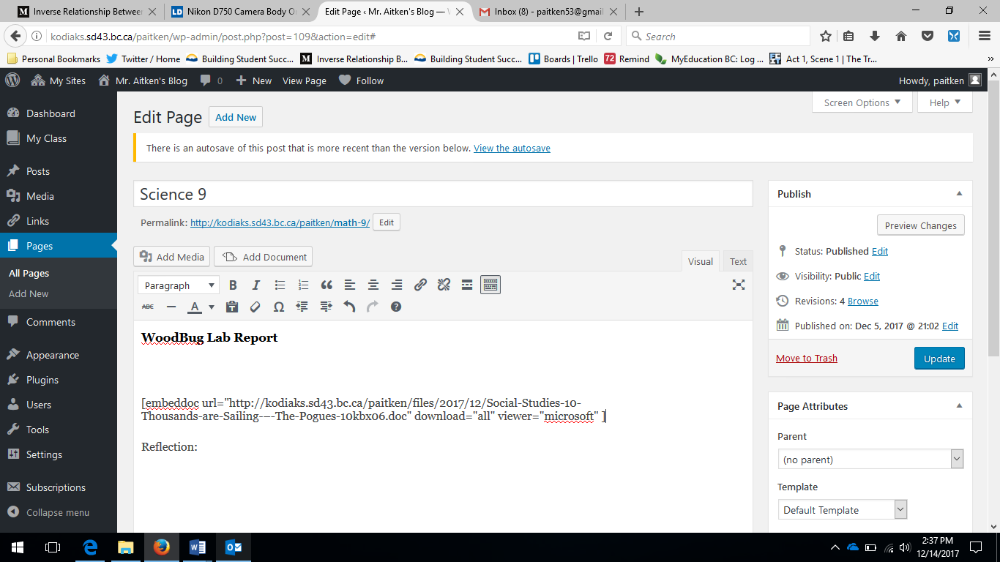 Inverse Relationship Between
Nikon D750 Camera Body O
Edit Page ‹ Mr. Aitken's Blog — W
Inbox (8) - paitken53@gmail
kodiaks.sd43.bc.ca/paitken/wp-admin/post.php?post=109&action=edit#
Search
Personal Bookmarks
Twitter / Home
Building Student Succ...
Inverse Relationship B...
Building Student Succ...
Boards | Trello
72 Remind
MyEducation BC: Log ...
Act 1, Scene 1 | The Tr...
My Sites
Mr. Aitken's Blog
0
New
View Page
Follow
Howdy, paitken
Dashboard
My Class
Posts
Media
Links
Pages
All Pages
Add New
Comments
Appearance
Plugins
Users
Tools
Settings
Subscriptions
Collapse menu
Screen Options
Help
Edit Page
Add New
There is an autosave of this post that is more recent than the version below. View the autosave
Science 9
Permalink: http://kodiaks.sd43.bc.ca/paitken/math-9/ Edit
Add Media
Add Document
Visual
Text
Paragraph
B
I
ABC
A
WoodBug Lab Report
[embeddoc url="http://kodiaks.sd43.bc.ca/paitken/files/2017/12/Social-Studies-10-
Thousands-are-Sailing-–-The-Pogues-10kbx06.doc" download="all" viewer="microsoft" ]
Reflection:
Publish
Preview Changes
Status: Published Edit
Visibility: Public Edit
Revisions: 4 Browse
Published on: Dec 5, 2017 @ 21:02 Edit
Move to Trash
Update
Page Attributes
Parent
(no parent)
Template
Default Template
2:37 PM
12/14/2017